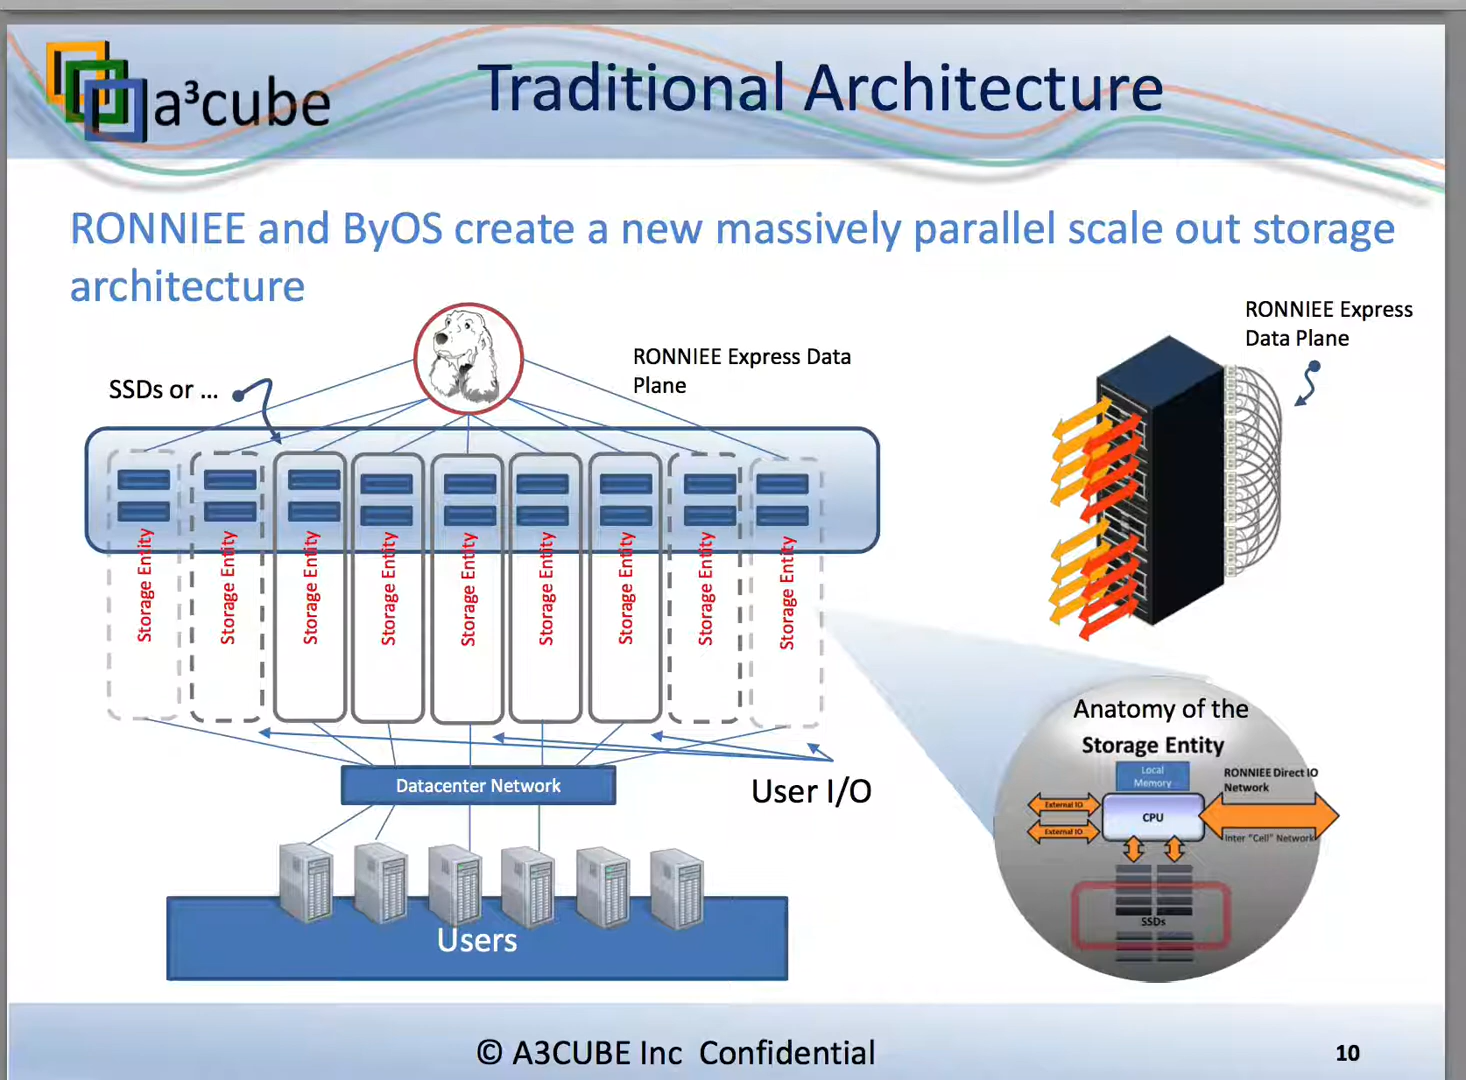 a³cube
Traditional Architecture
RONNIEE and ByOS create a new massively parallel scale out storage
architecture
RONNIEE Express
Data Plane
RONNIEE Express Data
Plane
SSDs or ...
Storage Entity
Storage Entity
Storage Entity
Storage Entity
Storage Entity
Storage Entity
Storage Entity
Storage Entity
Storage Entity
Datacenter Network
User I/O
Users
Anatomy of the
Storage Entity
Local
Memory
RONNIEE Direct IO
Network
External IO
External IO
CPU
Inter "Cell" Network
SSDs
© A3CUBE Inc Confidential
10